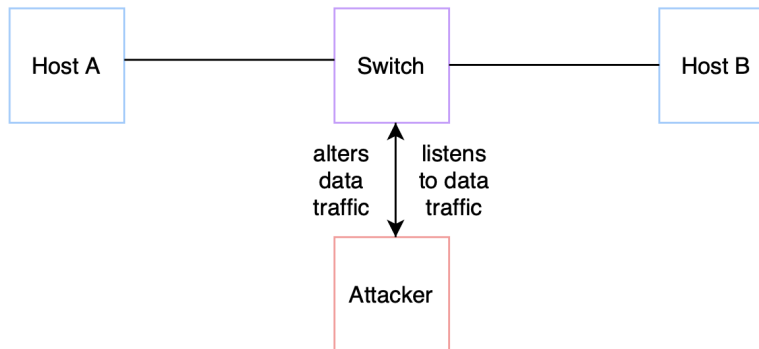 Host A
Switch
Host B
alters
data
traffic
listens
to data
traffic
Attacker